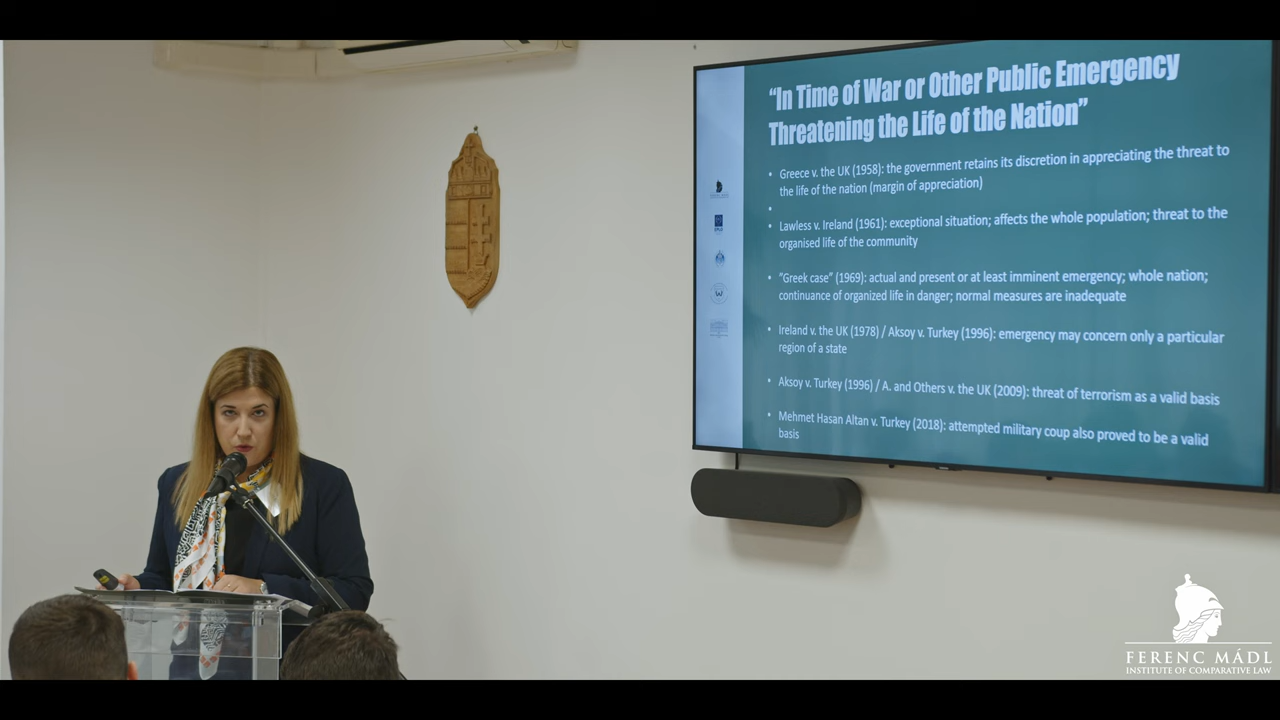 “In Time of War or Other Public Emergency
Threatening the Life of the Nation”
• Greece v. the UK (1958): the government retains its discretion in appreciating the threat to
the life of the nation (margin of appreciation)
•
• Lawless v. Ireland (1961): exceptional situation; affects the whole population; threat to the
organised life of the community
• “Greek case” (1969): actual and present or at least imminent emergency; whole nation;
continuance of organized life in danger; normal measures are inadequate
• Ireland v. the UK (1978) / Aksoy v. Turkey (1996): emergency may concern only a particular
region of a state
• Aksoy v. Turkey (1996) / A. and Others v. the UK (2009): threat of terrorism as a valid basis
• Mehmet Hasan Altan v. Turkey (2018): attempted military coup also proved to be a valid
basis
FERENC MÁDL
INSTITUTE OF COMPARATIVE LAW